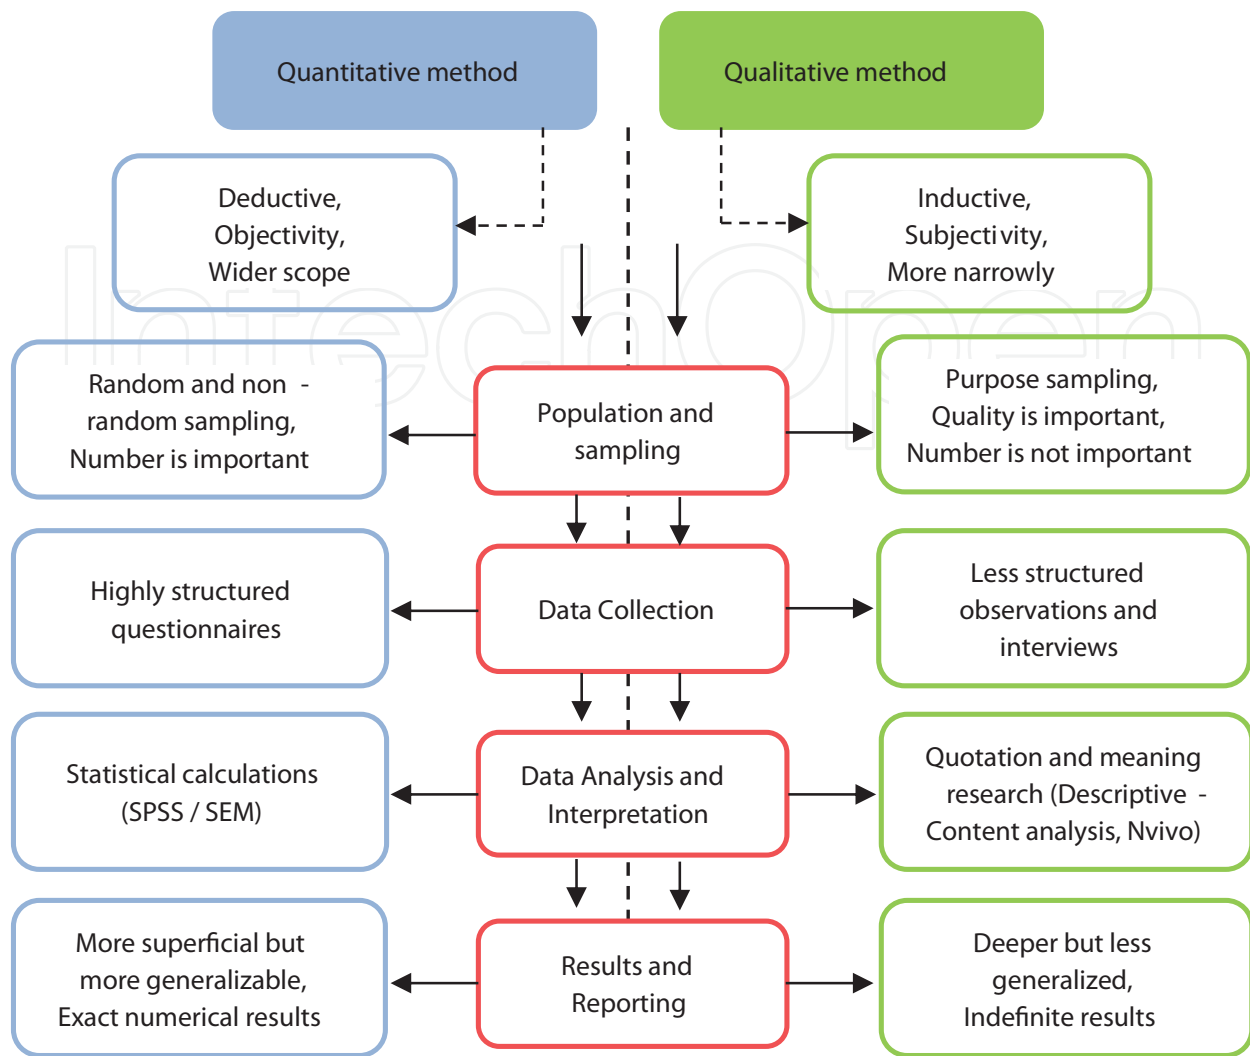 Quantitative method
Qualitative method
Deductive,
Objectivity,
Wider scope
Inductive,
Subjectivity,
More narrowly
IntechOpen
Random and non -
random sampling,
Number is important
Population and
sampling
Purpose sampling,
Quality is important,
Number is not important
Highly structured
questionnaires
Data Collection
Less structured
observations and
interviews
Statistical calculations
(SPSS / SEM)
Data Analysis and
Interpretation
Quotation and meaning
research (Descriptive -
Content analysis, Nvivo)
More superficial but
more generalizable,
Exact numerical results
Results and
Reporting
Deeper but less
generalized,
Indefinite results